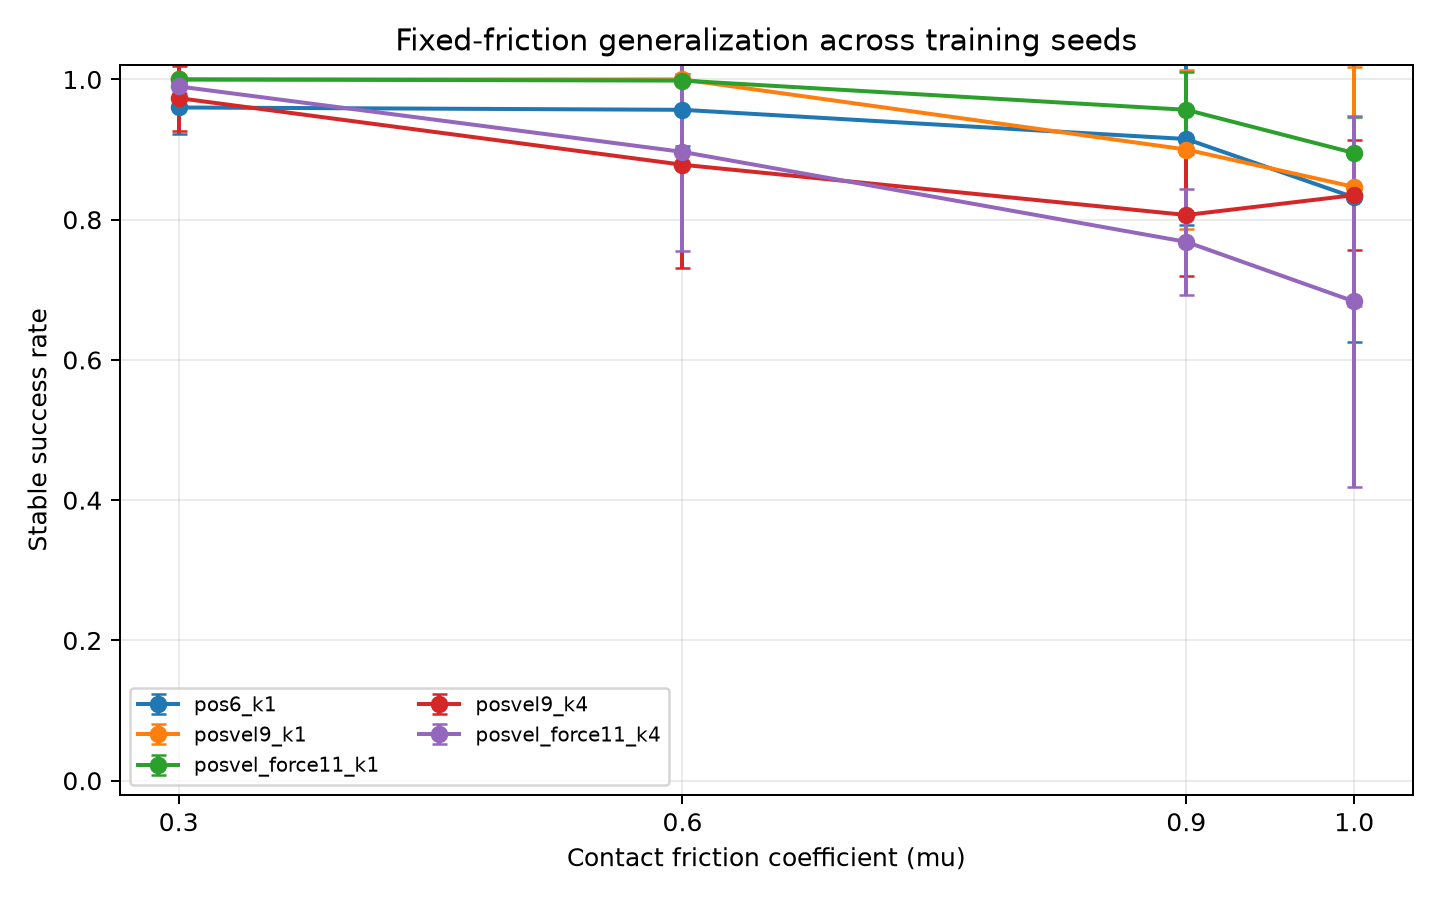 Fixed-friction generalization across training seeds
Stable success rate
1.0
0.8
0.6
0.4
0.2
0.0
pos6_k1
posvel9_k1
posvel_force11_k1
posvel9_k4
posvel_force11_k4
0.3 0.6 0.9 1.0
Contact friction coefficient (mu)